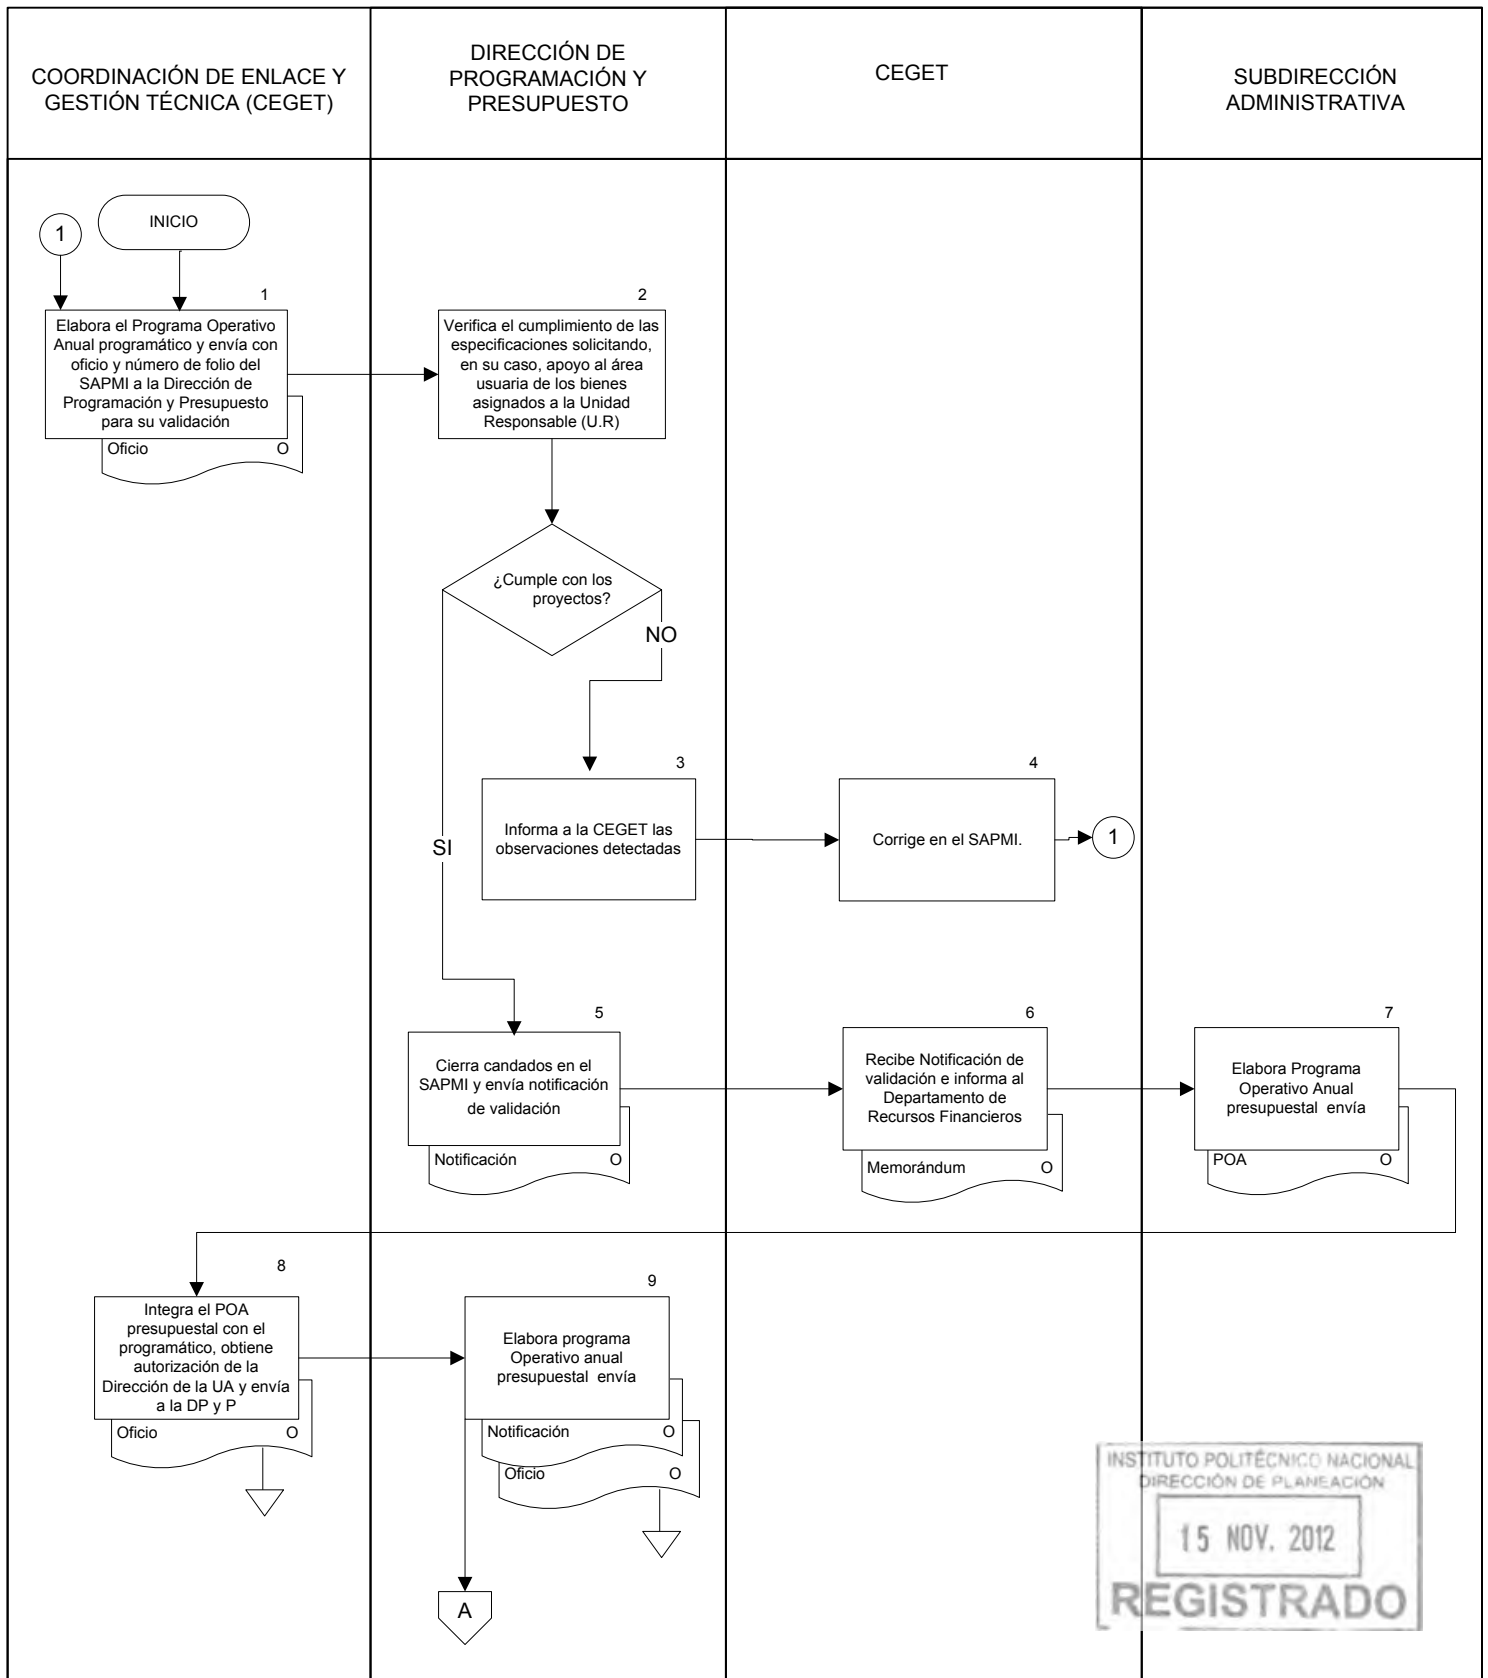 COORDINACIÓN DE ENLACE Y
GESTIÓN TÉCNICA (CEGET)
DIRECCIÓN DE
PROGRAMACIÓN Y
PRESUPUESTO
CEGET
SUBDIRECCIÓN
ADMINISTRATIVA
1
INICIO
1
Elabora el Programa Operativo
Anual programático y envía con
oficio y número de folio del
SAPMI a la Dirección de
Programación y Presupuesto
para su validación
Oficio O
2
Verifica el cumplimiento de las
especificaciones solicitando,
en su caso, apoyo al área
usuaria de los bienes
asignados a la Unidad
Responsable (U.R)
¿Cumple con los
proyectos?
NO
SI
3
Informa a la CEGET las
observaciones detectadas
4
Corrige en el SAPMI.
1
5
Cierra candados en el
SAPMI y envía notificación
de validación
Notificación O
6
Recibe Notificación de
validación e informa al
Departamento de
Recursos Financieros
Memorándum O
7
Elabora Programa
Operativo Anual
presupuestal envía
POA O
8
Integra el POA
presupuestal con el
programático, obtiene
autorización de la
Dirección de la UA y envía
a la DP y P
Oficio O
9
Elabora programa
Operativo anual
presupuestal envía
Notificación O
Oficio O
A
INSTITUTO POLITÉCNICO NACIONAL
DIRECCIÓN DE PLANEACIÓN
15 NOV. 2012
REGISTRADO